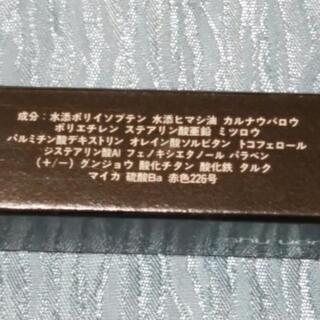 成分：水添ポリイソブテン 水添ヒマシ油 カルナウバロウ
ポリエチレン ステアリン酸亜鉛 ミツロウ
パルミチン酸デキストリン オレイン酸ソルビタン トコフェロール
ジステアリン酸Al フェノキシエタノール パラベン
(+/−) グンジョウ 酸化チタン 酸化鉄 タルク
マイカ 硫酸Ba 赤色226号